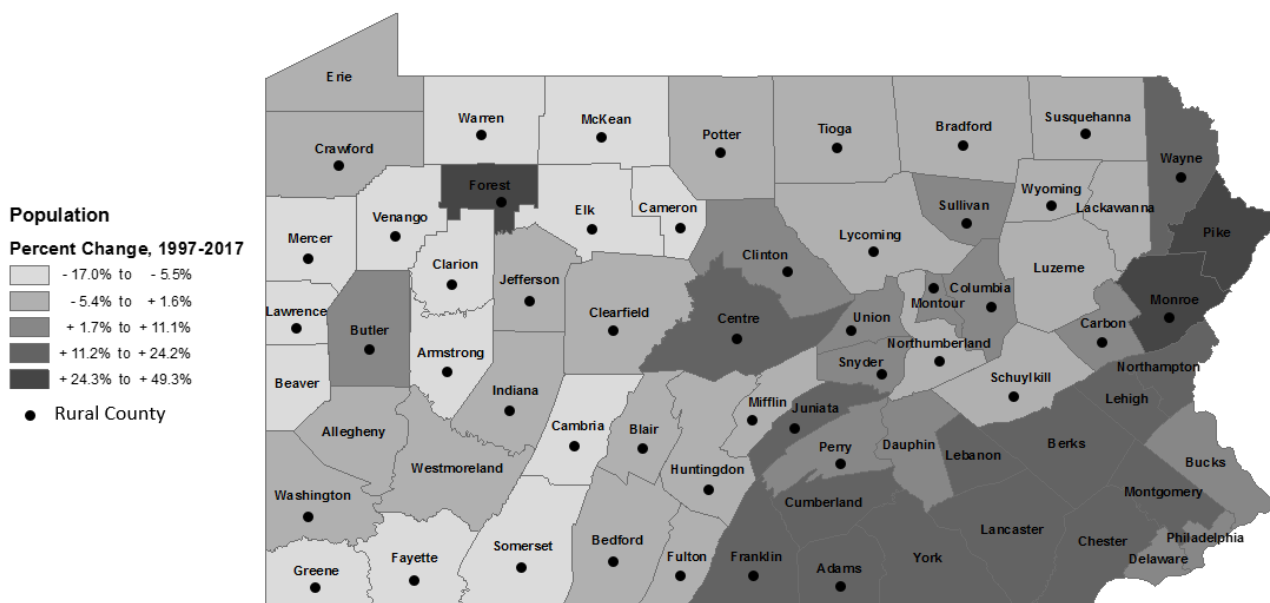 Population
Percent Change, 1997-2017
- 17.0% to - 5.5%
- 5.4% to + 1.6%
+ 1.7% to + 11.1%
+ 11.2% to + 24.2%
+ 24.3% to + 49.3%
Rural County
Erie
Warren
McKean
Potter
Tioga
Bradford
Susquehanna
Wayne
Crawford
Forest
Venango
Elk
Cameron
Sullivan
Wyoming
Lackawanna
Pike
Mercer
Clarion
Jefferson
Clinton
Lycoming
Luzerne
Lawrence
Butler
Clearfield
Centre
Union
Montour
Columbia
Monroe
Carbon
Armstrong
Northumberland
Snyder
Beaver
Indiana
Mifflin
Schuylkill
Northampton
Lehigh
Allegheny
Cambria
Blair
Juniata
Perry
Dauphin
Lebanon
Berks
Bucks
Westmoreland
Huntingdon
Washington
Cumberland
Montgomery
Lancaster
Chester
Philadelphia
Delaware
Greene
Fayette
Somerset
Bedford
Fulton
Franklin
Adams
York